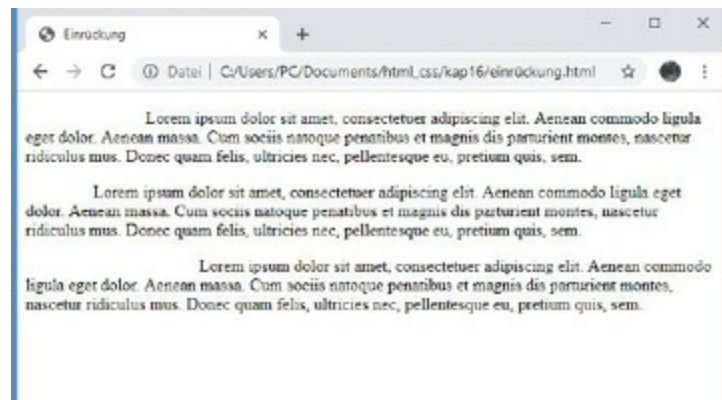 Einrückung
Datei | C:/Users/PC/Documents/html_css/kap16/einrückung.html
Lorem ipsum dolor sit amet, consectetuer adipiscing elit. Aenean commodo ligula
eget dolor. Aenean massa. Cum sociis natoque penatibus et magnis dis parturient montes, nascetur
ridiculus mus. Donec quam felis, ultricies nec, pellentesque eu, pretium quis, sem.
Lorem ipsum dolor sit amet, consectetuer adipiscing elit. Aenean commodo ligula eget
dolor. Aenean massa. Cum sociis natoque penatibus et magnis dis parturient montes, nascetur
ridiculus mus. Donec quam felis, ultricies nec, pellentesque eu, pretium quis, sem.
Lorem ipsum dolor sit amet, consectetuer adipiscing elit. Aenean commodo
ligula eget dolor. Aenean massa. Cum sociis natoque penatibus et magnis dis parturient montes,
nascetur ridiculus mus. Donec quam felis, ultricies nec, pellentesque eu, pretium quis, sem.